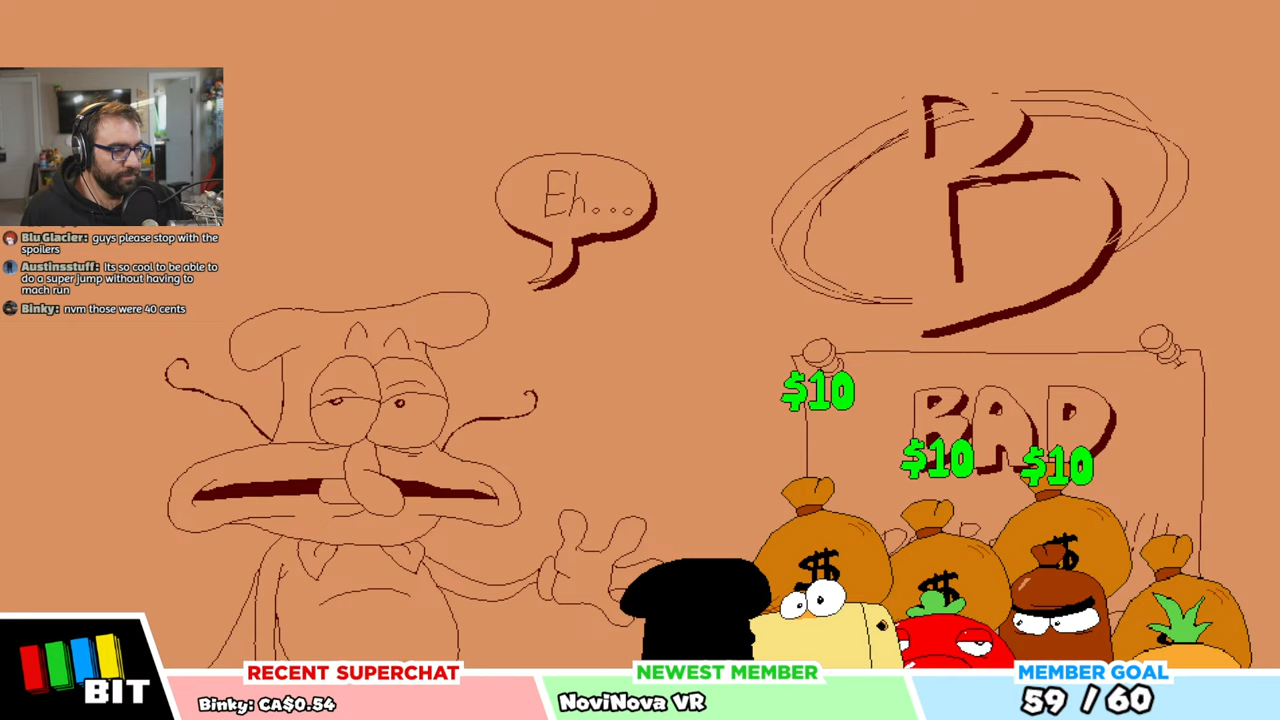 Blu Glacier: guys please stop with the
spoilers
Austinsstuff: Its so cool to be able to
do a super jump without having to
mach run
Binky: nvm those were 40 cents
Eh...
D
BAD
$10
$10
$10
$
$
$
BIT
RECENT SUPERCHAT
Binky: CA$0.54
NEWEST MEMBER
NoviNova VR
MEMBER GOAL
59 / 60